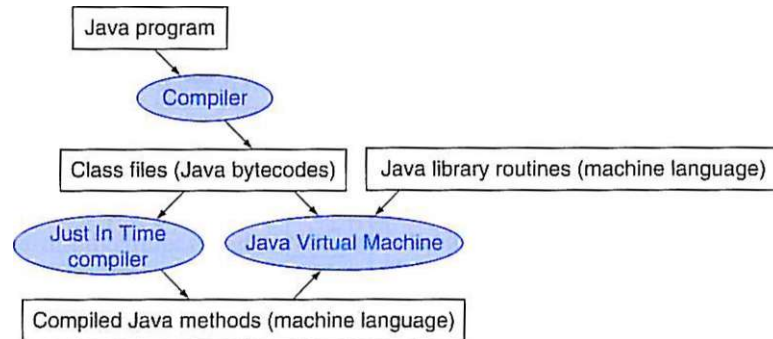 Java program
Compiler
Class files (Java bytecodes)
Java library routines (machine language)
Just In Time
compiler
Java Virtual Machine
Compiled Java methods (machine language)